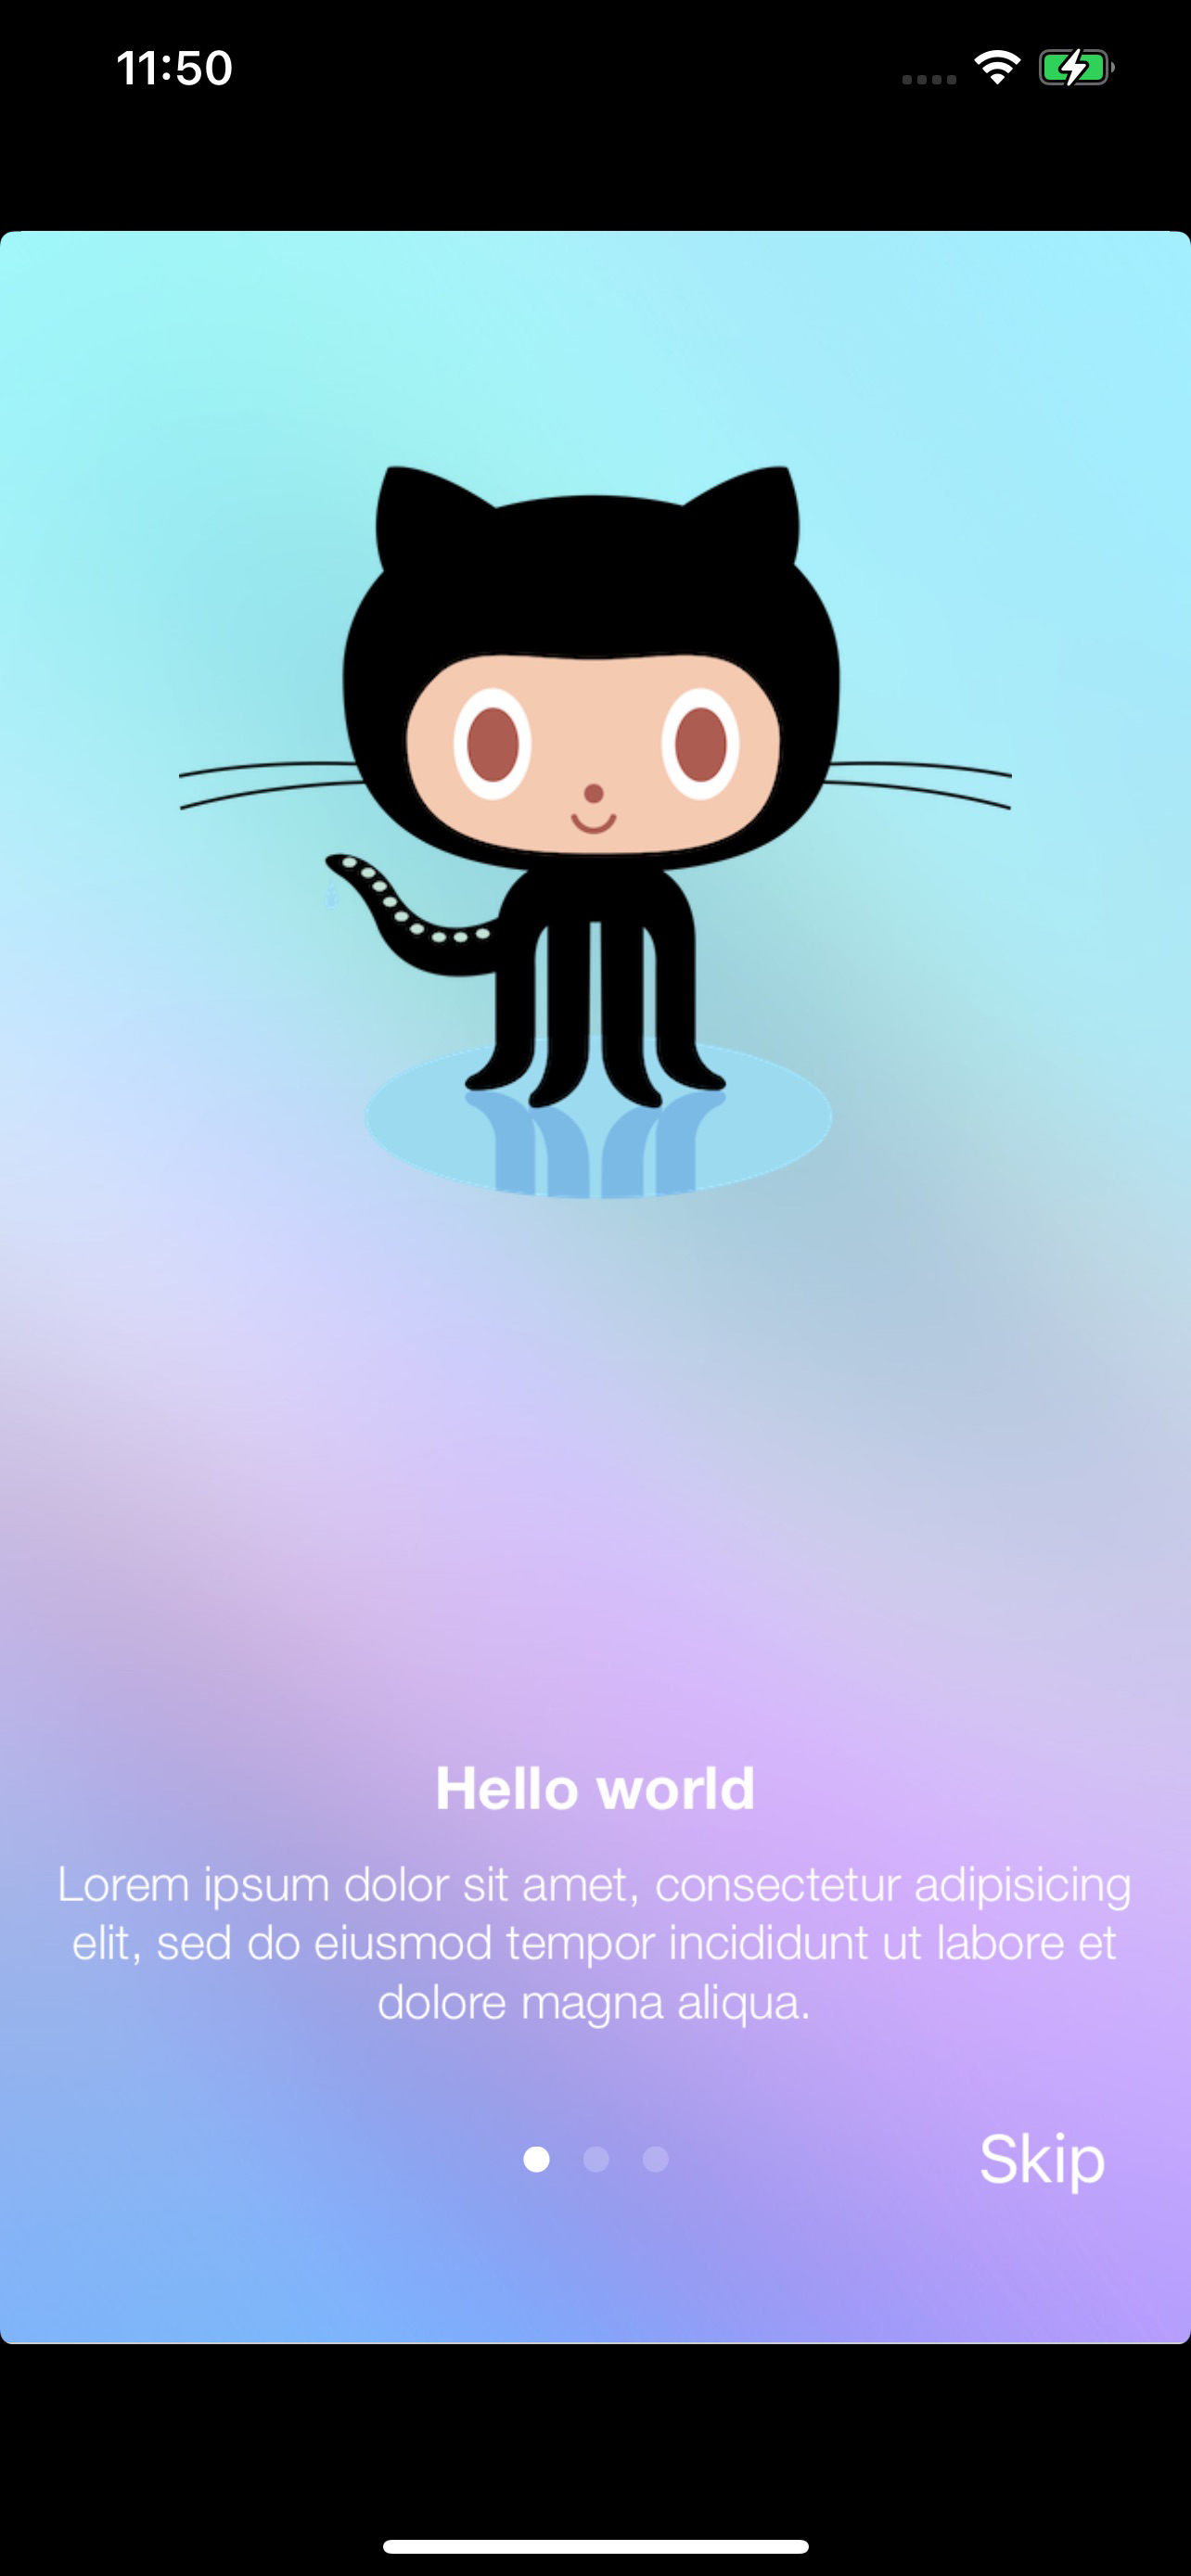 11:50
Hello world
Lorem ipsum dolor sit amet, consectetur adipisicing
elit, sed do eiusmod tempor incididunt ut labore et
dolore magna aliqua.
Skip